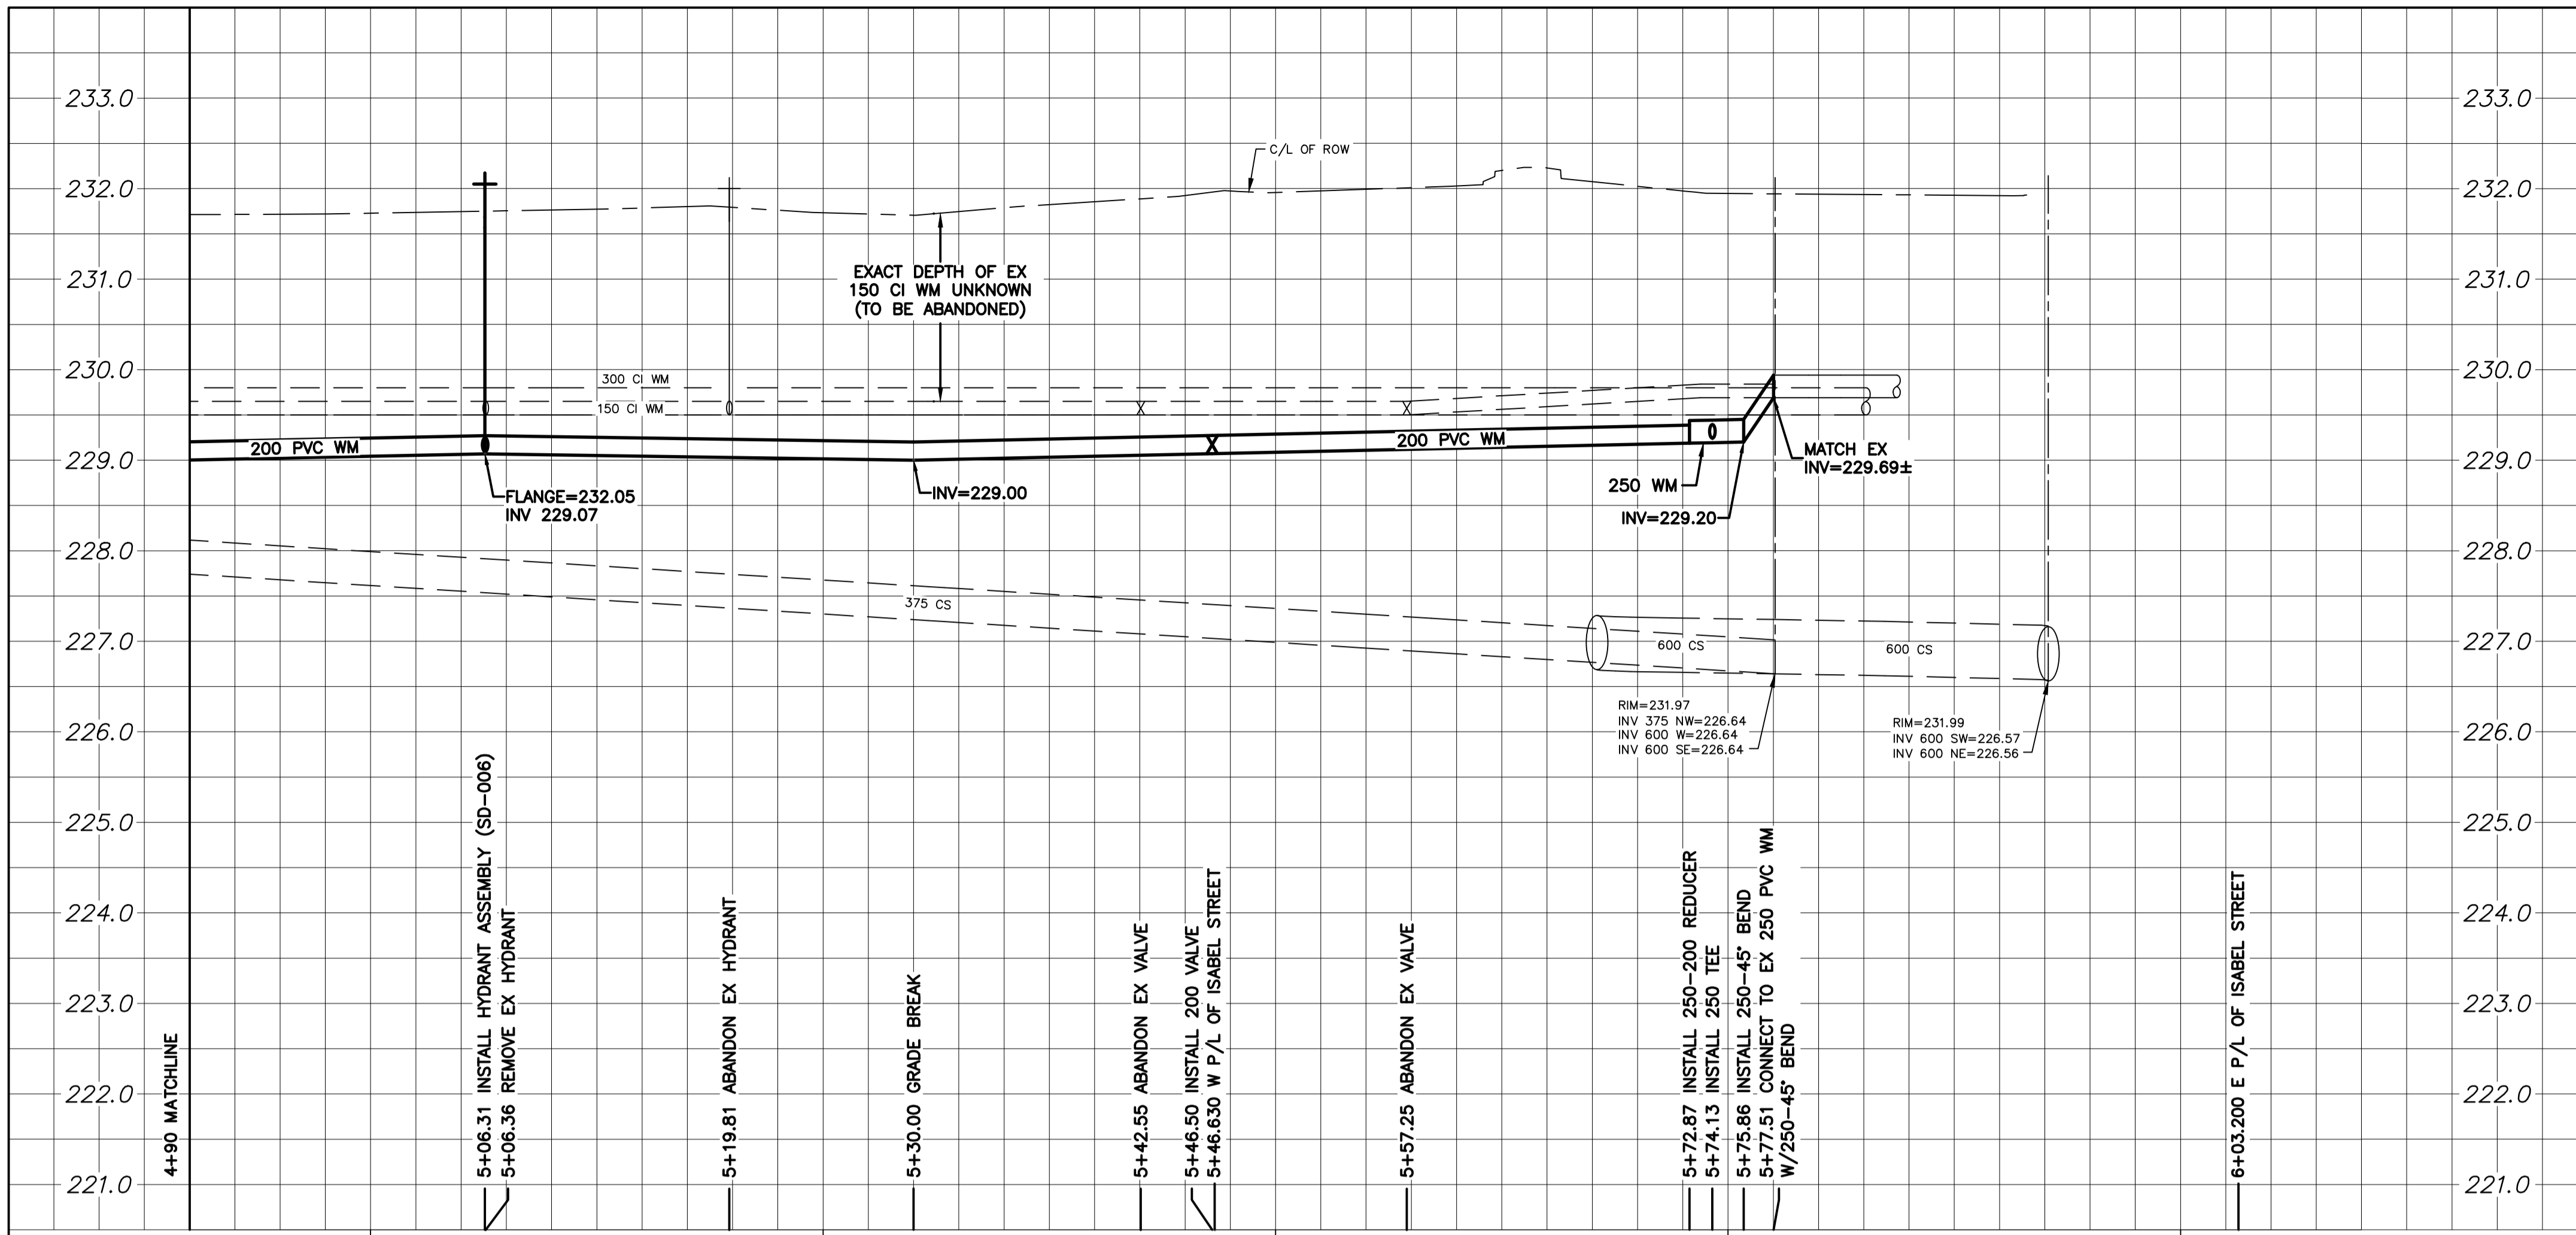 233.0
233.0
C/L OF ROW
232.0
232.0
EXACT DEPTH OF EX
150 CI WM UNKNOWN
(TO BE ABANDONED)
231.0
231.0
230.0
300 CI WM
230.0
150 CI WM
200 PVC WM
200 PVC WM
MATCH EX
INV=229.69±
229.0
229.0
FLANGE=232.05
INV 229.07
INV=229.00
250 WM
INV=229.20
228.0
228.0
375 CS
227.0
600 CS
600 CS
227.0
RIM=231.97
INV 375 NW=226.64
INV 600 W=226.64
INV 600 SE=226.64
RIM=231.99
INV 600 SW=226.57
INV 600 NE=226.56
226.0
226.0
225.0
225.0
224.0
224.0
223.0
223.0
222.0
222.0
221.0
221.0
4+90 MATCHLINE
5+06.31 INSTALL HYDRANT ASSEMBLY (SD-006)
5+06.36 REMOVE EX HYDRANT
5+19.81 ABANDON EX HYDRANT
5+30.00 GRADE BREAK
5+42.55 ABANDON EX VALVE
5+46.50 INSTALL 200 VALVE
5+46.630 W P/L OF ISABEL STREET
5+57.25 ABANDON EX VALVE
5+72.87 INSTALL 250-200 REDUCER
5+74.13 INSTALL 250 TEE
5+75.86 INSTALL 250-45° BEND
5+77.51 CONNECT TO EX 250 PVC WM
W/250-45° BEND
6+03.200 E P/L OF ISABEL STREET